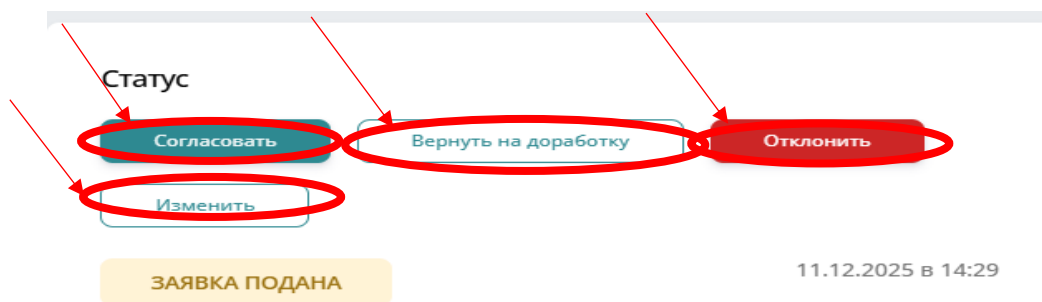 Статус
Согласовать Вернуть на доработку Отклонить
Изменить
ЗАЯВКА ПОДАНА 11.12.2025 в 14:29